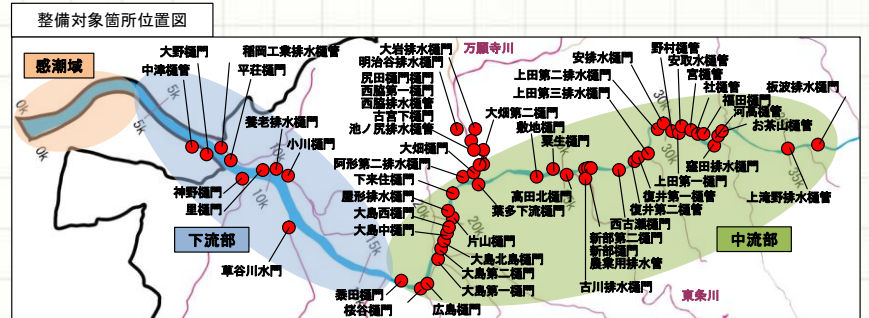 整備対象箇所位置図
感潮域
大野樋門
中津樋管
稲岡工業排水樋管
平荘樋門
養老排水樋門
小川樋門
神野樋門
里樋門
下流部
草谷川水門
万願寺川
大岩排水樋門
明治谷排水樋門
尻田樋門樋門
西脇第一樋門
西脇排水樋管
古宮下樋門
池ノ尻排水樋管
大畑第二樋門
大畑樋門
阿形第二排水樋門
下来住樋門
屋形排水樋門
大島西樋門
大島中樋門
敷地樋門
粟生樋門
高田北樋門
葉多下流樋門
片山樋門
大島北島樋門
大島第二樋門
大島第一樋門
広島樋門
桜谷樋門
黍田樋門
安排水樋門
上田第二排水樋門
上田第三排水樋門
野村樋管
安取水樋管
宮樋管
社樋管
福田樋門
河高樋管
お茶山樋管
板波排水樋門
窪田排水樋門
上田第一樋門
復井第一樋管
復井第二樋管
西古瀬樋門
新部第二樋門
新部樋門
農業用排水管
古川排水樋門
上滝野排水樋管
中流部
東条川
0k
0k
5k
5k
10k
10k
15k
20k
20k
30k
30k
35k